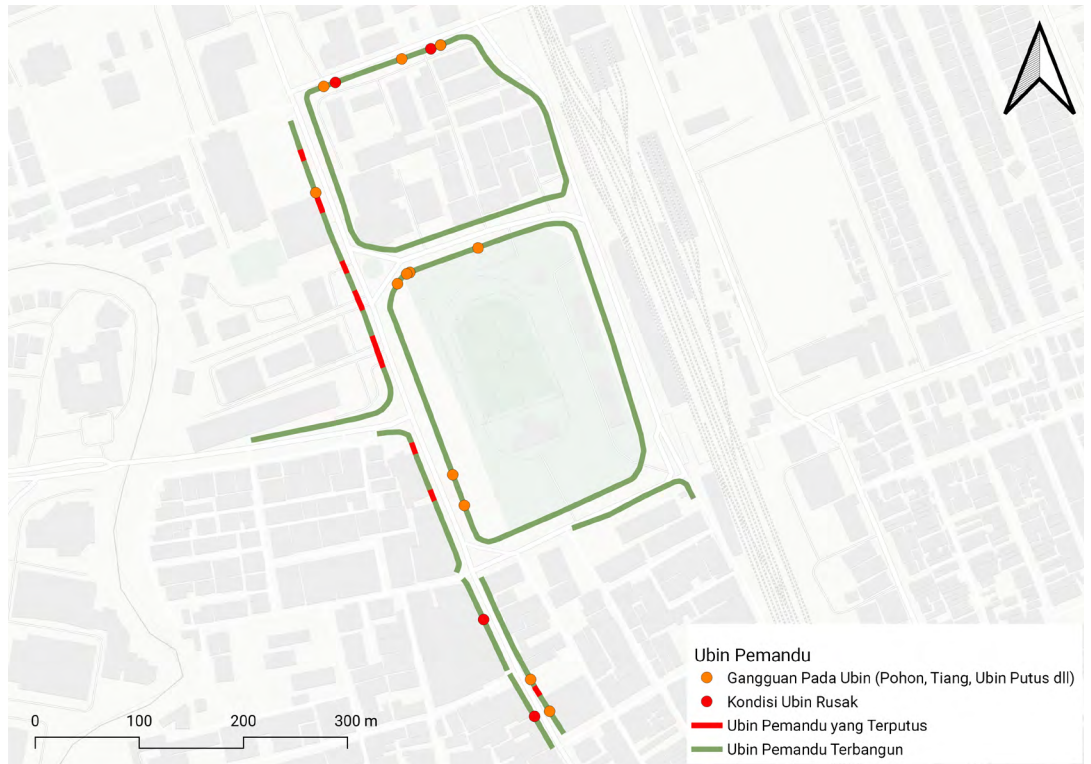 0 100 200 300 m
Ubin Pemandu
Gangguan Pada Ubin (Pohon, Tiang, Ubin Putus dll)
Kondisi Ubin Rusak
Ubin Pemandu yang Terputus
Ubin Pemandu Terbangun